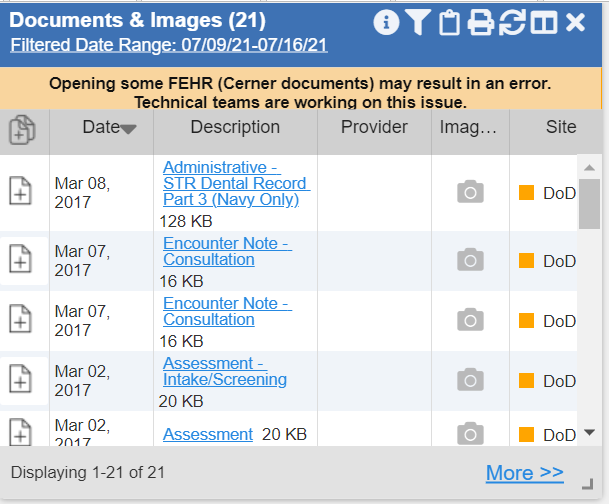 Documents & Images (21)
Filtered Date Range: 07/09/21-07/16/21
Opening some FEHR (Cerner documents) may result in an error.
Technical teams are working on this issue.
Date Description Provider Imag… Site
Mar 08,
2017
Administrative -
STR Dental Record
Part 3 (Navy Only)
128 KB
DoD
Mar 07,
2017
Encounter Note -
Consultation
16 KB
DoD
Mar 07,
2017
Encounter Note -
Consultation
16 KB
DoD
Mar 02,
2017
Assessment -
Intake/Screening
20 KB
DoD
Mar 02,
2017
Assessment 20 KB
DoD
Displaying 1-21 of 21
More >>